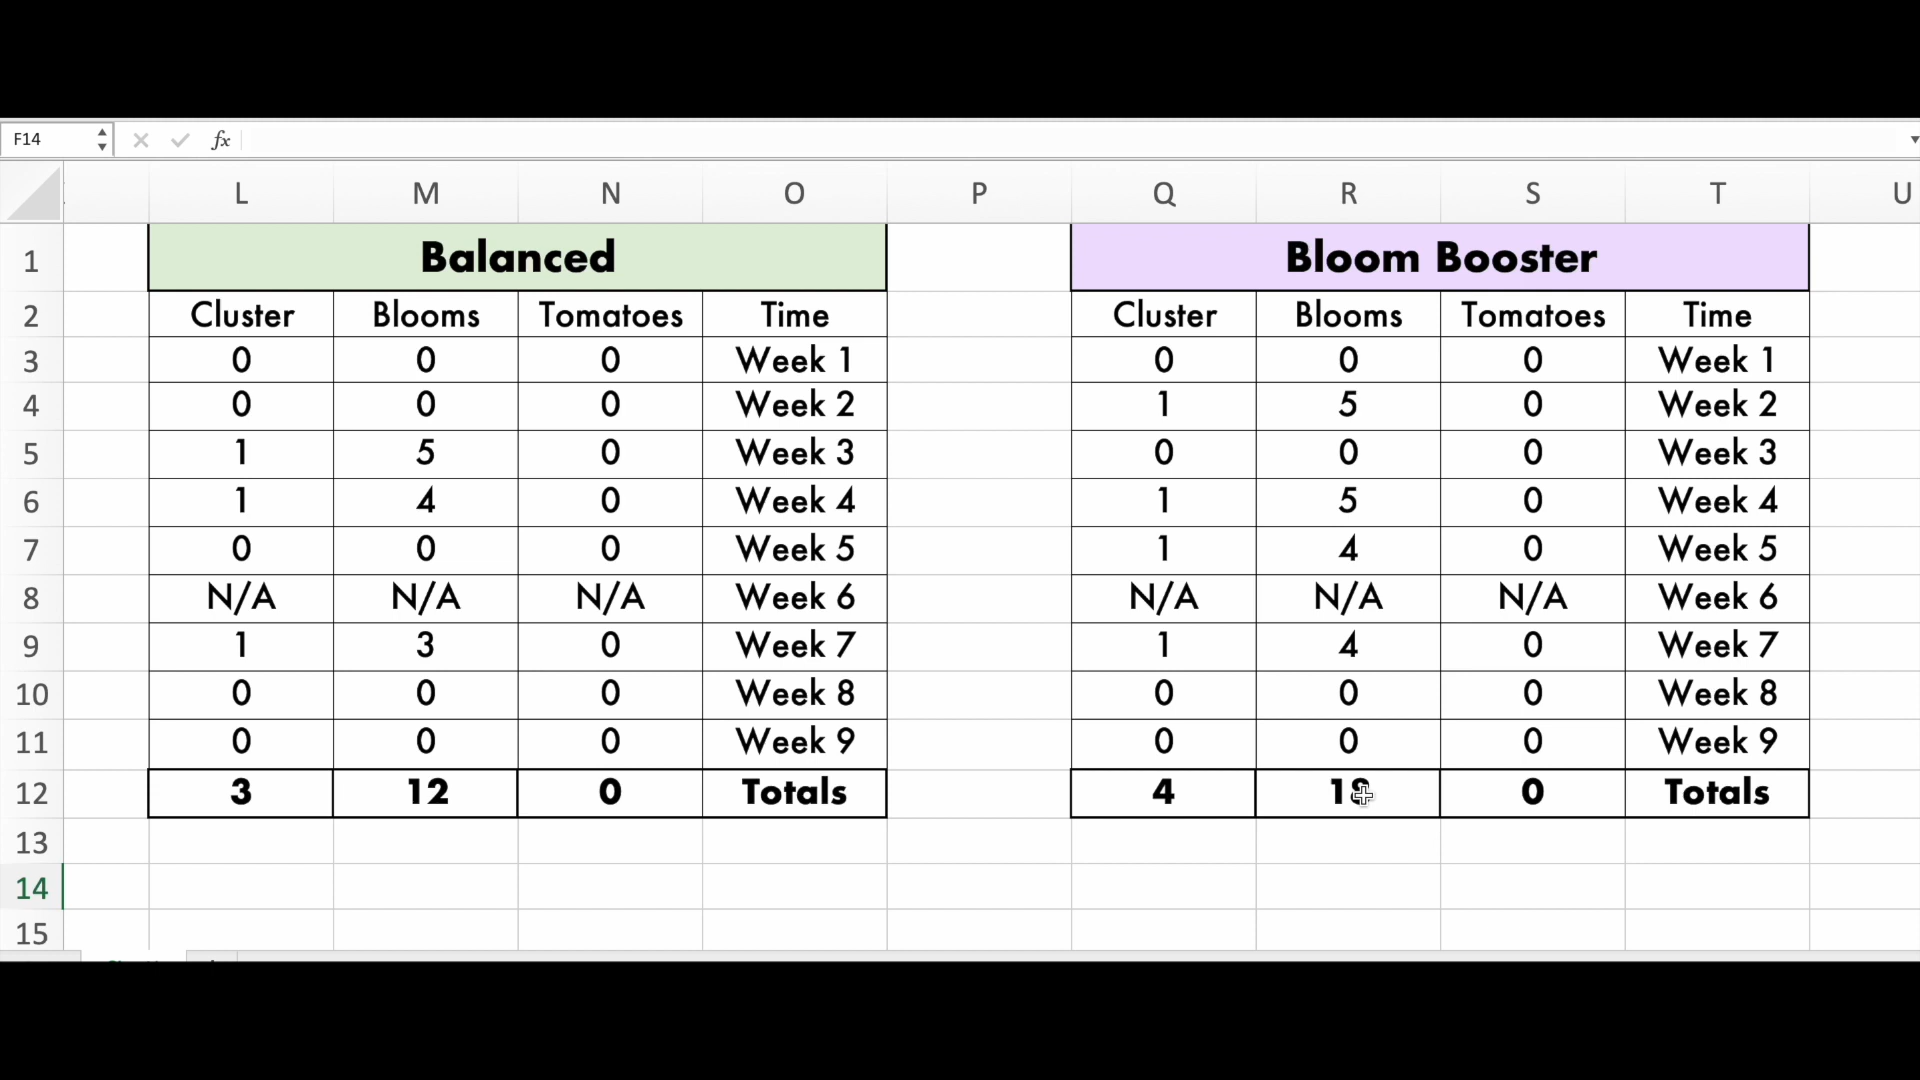 F14 fx
L M N O P Q R S T U
1 Balanced Bloom Booster
2 Cluster Blooms Tomatoes Time Cluster Blooms Tomatoes Time
3 0 0 0 Week 1 0 0 0 Week 1
4 0 0 0 Week 2 1 5 0 Week 2
5 1 5 0 Week 3 0 0 0 Week 3
6 1 4 0 Week 4 1 5 0 Week 4
7 0 0 0 Week 5 1 4 0 Week 5
8 N/A N/A N/A Week 6 N/A N/A N/A Week 6
9 1 3 0 Week 7 1 4 0 Week 7
10 0 0 0 Week 8 0 0 0 Week 8
11 0 0 0 Week 9 0 0 0 Week 9
12 3 12 0 Totals 4 18 0 Totals
13
14
15